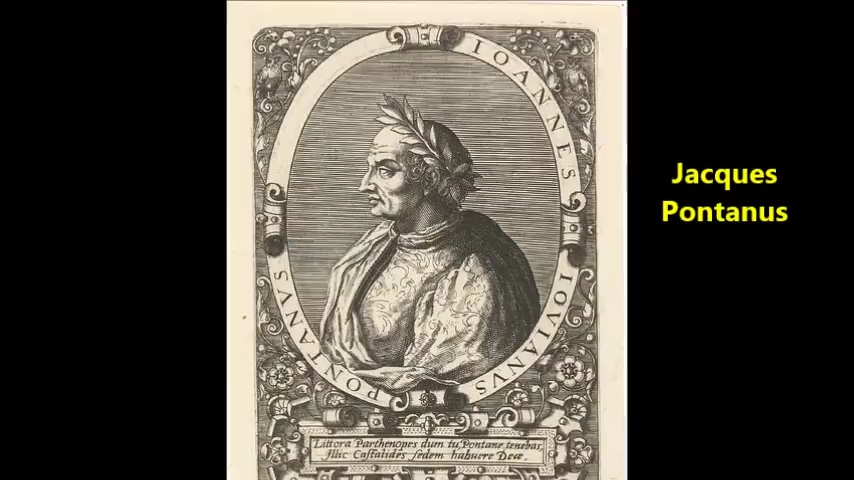 IOANNES IOVIANVS PONTANVS
Littora Parthenopes dum tu, Pontane, tenebas,
Illic Castalides sedem habuere Deæ.
Jacques
Pontanus